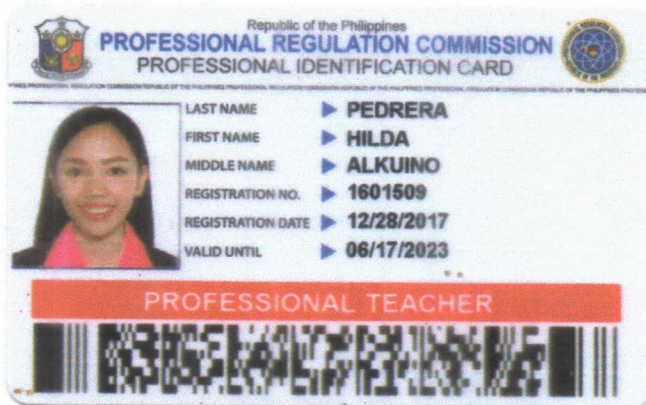 Republic of the Philippines
PROFESSIONAL REGULATION COMMISSION
PROFESSIONAL IDENTIFICATION CARD
LAST NAME PEDRERA
FIRST NAME HILDA
MIDDLE NAME ALKUINO
REGISTRATION NO. 1601509
REGISTRATION DATE 12/28/2017
VALID UNTIL 06/17/2023
PROFESSIONAL TEACHER